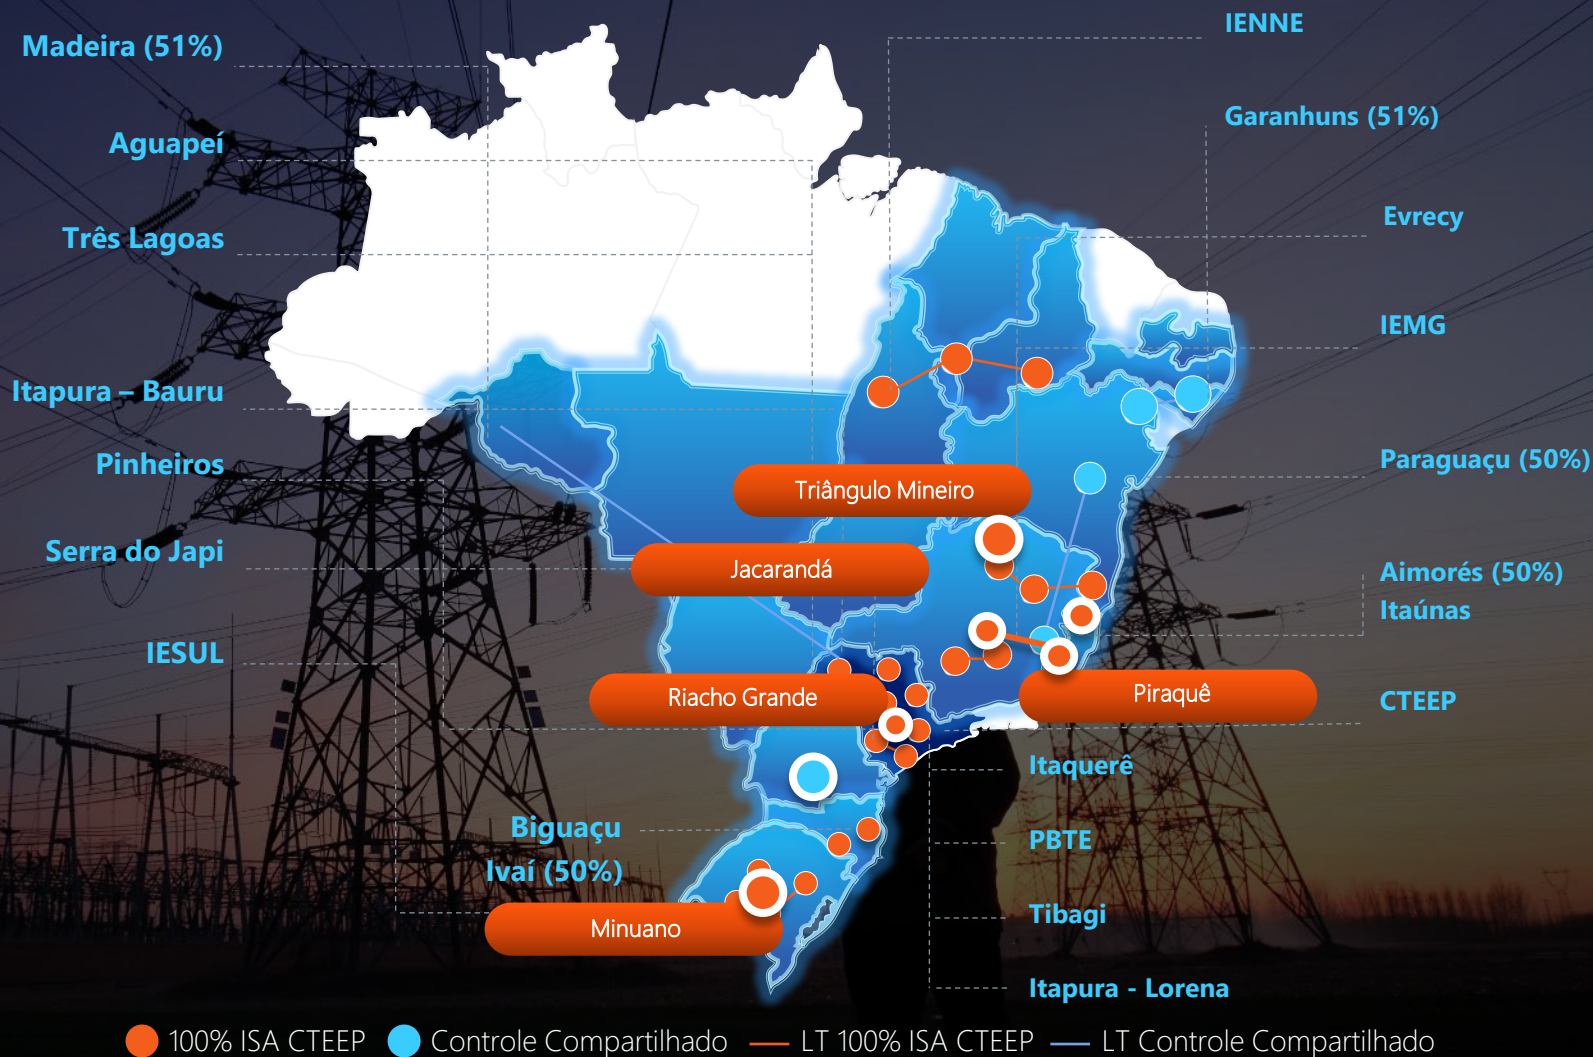 Madeira (51%)
Aguapeí
Três Lagoas
Itapura – Bauru
Pinheiros
Serra do Japi
IESUL
Biguaçu
Ivaí (50%)
IENNE
Garanhuns (51%)
Evrecy
IEMG
Paraguaçu (50%)
Aimorés (50%)
Itaúnas
CTEEP
Itaquerê
PBTE
Tibagi
Itapura - Lorena
Triângulo Mineiro
Jacarandá
Riacho Grande
Piraquê
Minuano
100% ISA CTEEP
Controle Compartilhado
LT 100% ISA CTEEP
LT Controle Compartilhado